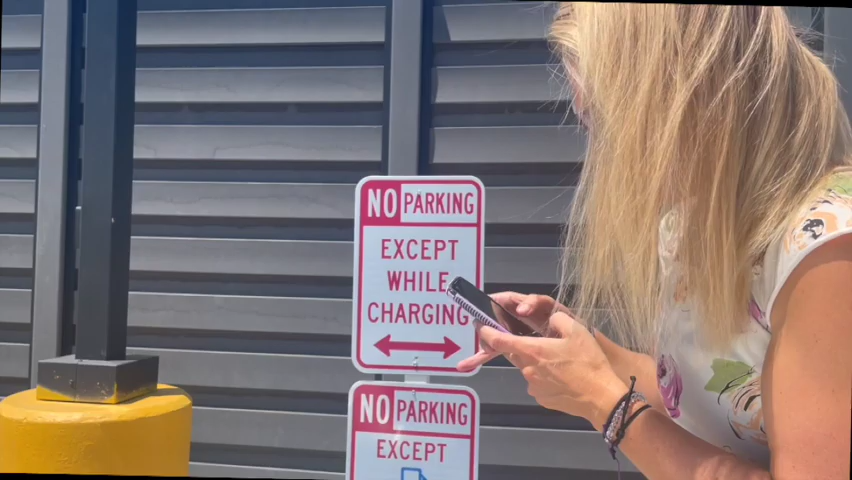 NO PARKING
EXCEPT
WHILE
CHARGING
NO PARKING
EXCEPT